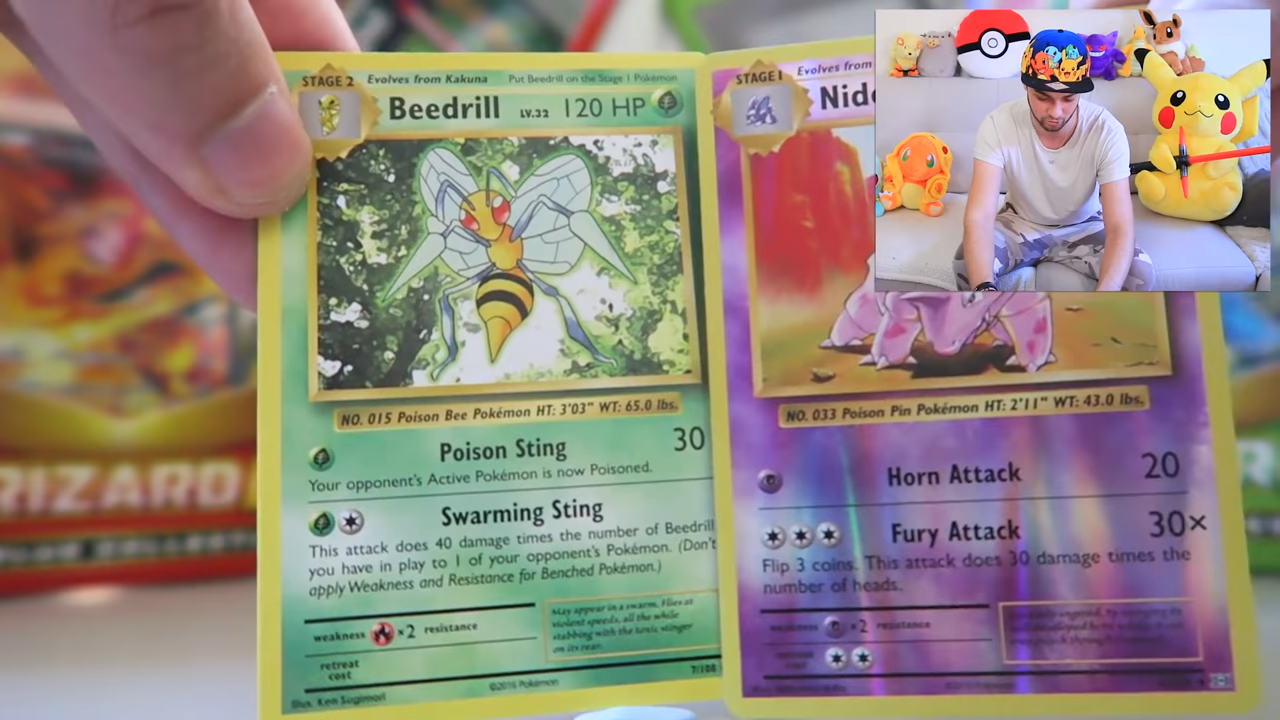 STAGE 2 Evolves from Kakuna Put Beedrill on the Stage 1 Pokémon
Beedrill LV.32 120 HP
NO. 015 Poison Bee Pokémon HT: 3'03" WT: 65.0 lbs.
Poison Sting 30
Your opponent's Active Pokémon is now Poisoned.
Swarming Sting
This attack does 40 damage times the number of Beedrill
you have in play to 1 of your opponent's Pokémon. (Don't
apply Weakness and Resistance for Benched Pokémon.)
weakness ×2 resistance
retreat
cost
May appear in a swarm. Flies at
violent speeds, all the while
stabbing with the toxic stinger
on its rear.
7/108
©2016 Pokémon
Illus. Ken Sugimori
STAGE 1 Evolves from
Nido
NO. 033 Poison Pin Pokémon HT: 2'11" WT: 43.0 lbs.
Horn Attack 20
Fury Attack 30×
Flip 3 coins. This attack does 30 damage times the
number of heads.
weakness ×2 resistance
retreat
cost
RIZARD